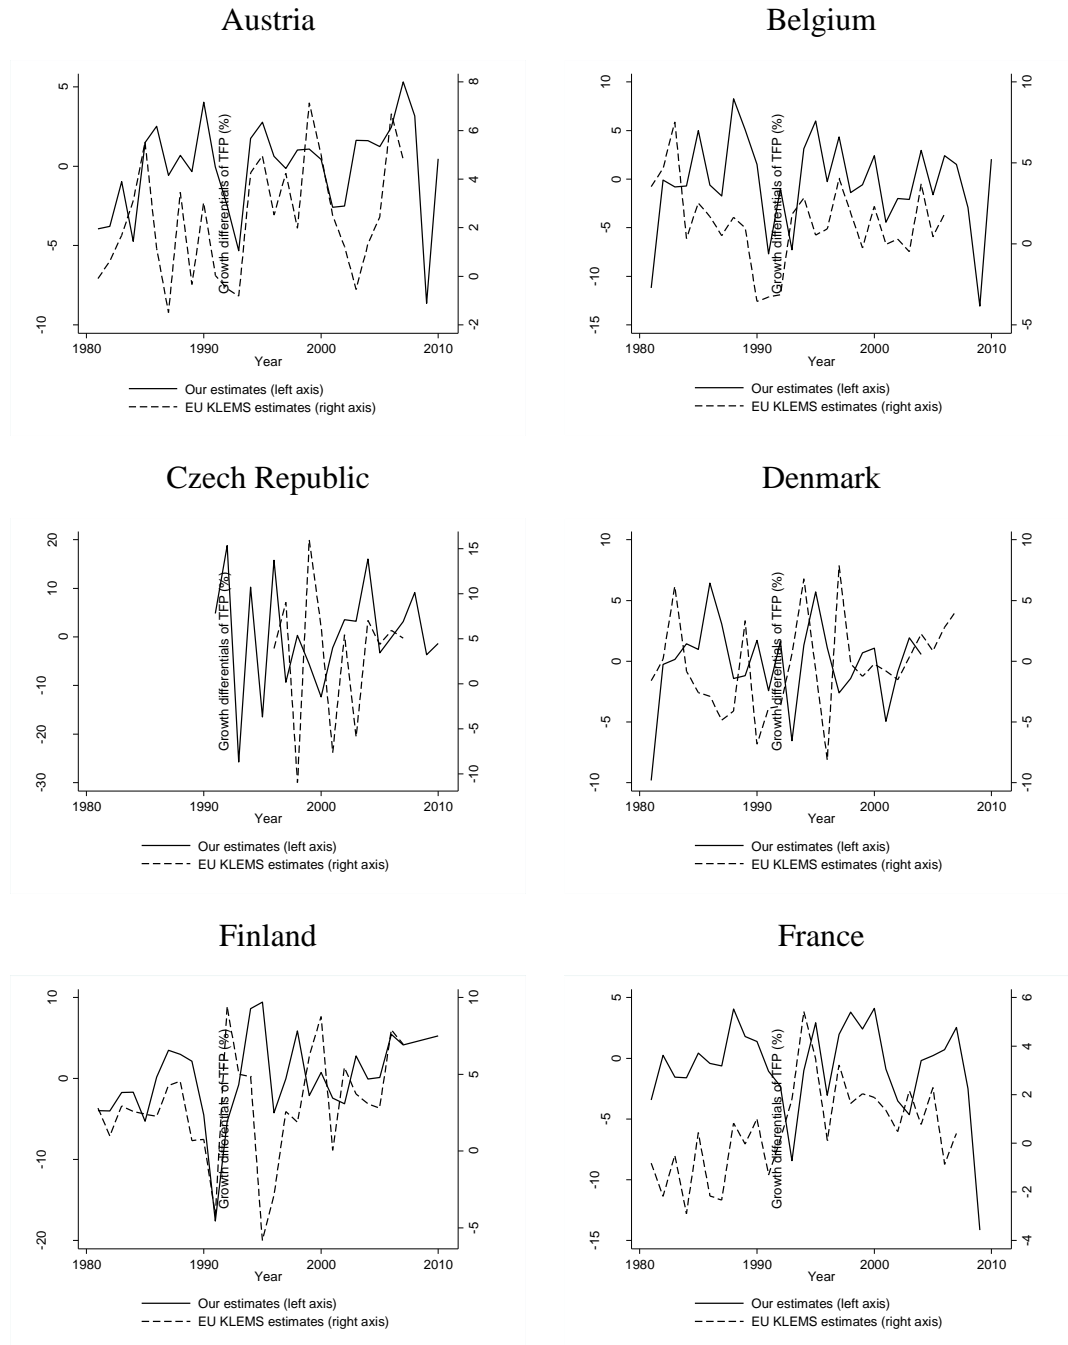 Austria
Growth differentials of TFP (%)
5
0
-5
-10
8
6
4
2
0
-2
1980 1990 2000 2010
Year
Our estimates (left axis)
EU KLEMS estimates (right axis)
Belgium
Growth differentials of TFP (%)
10
5
0
-5
-10
-15
10
5
0
-5
1980 1990 2000 2010
Year
Our estimates (left axis)
EU KLEMS estimates (right axis)
Czech Republic
Growth differentials of TFP (%)
20
10
0
-10
-20
-30
15
10
5
0
-5
-10
1980 1990 2000 2010
Year
Our estimates (left axis)
EU KLEMS estimates (right axis)
Denmark
Growth differentials of TFP (%)
10
5
0
-5
-10
10
5
0
-5
-10
1980 1990 2000 2010
Year
Our estimates (left axis)
EU KLEMS estimates (right axis)
Finland
Growth differentials of TFP (%)
10
0
-10
-20
10
5
0
-5
1980 1990 2000 2010
Year
Our estimates (left axis)
EU KLEMS estimates (right axis)
France
Growth differentials of TFP (%)
5
0
-5
-10
-15
6
4
2
0
-2
-4
1980 1990 2000 2010
Year
Our estimates (left axis)
EU KLEMS estimates (right axis)